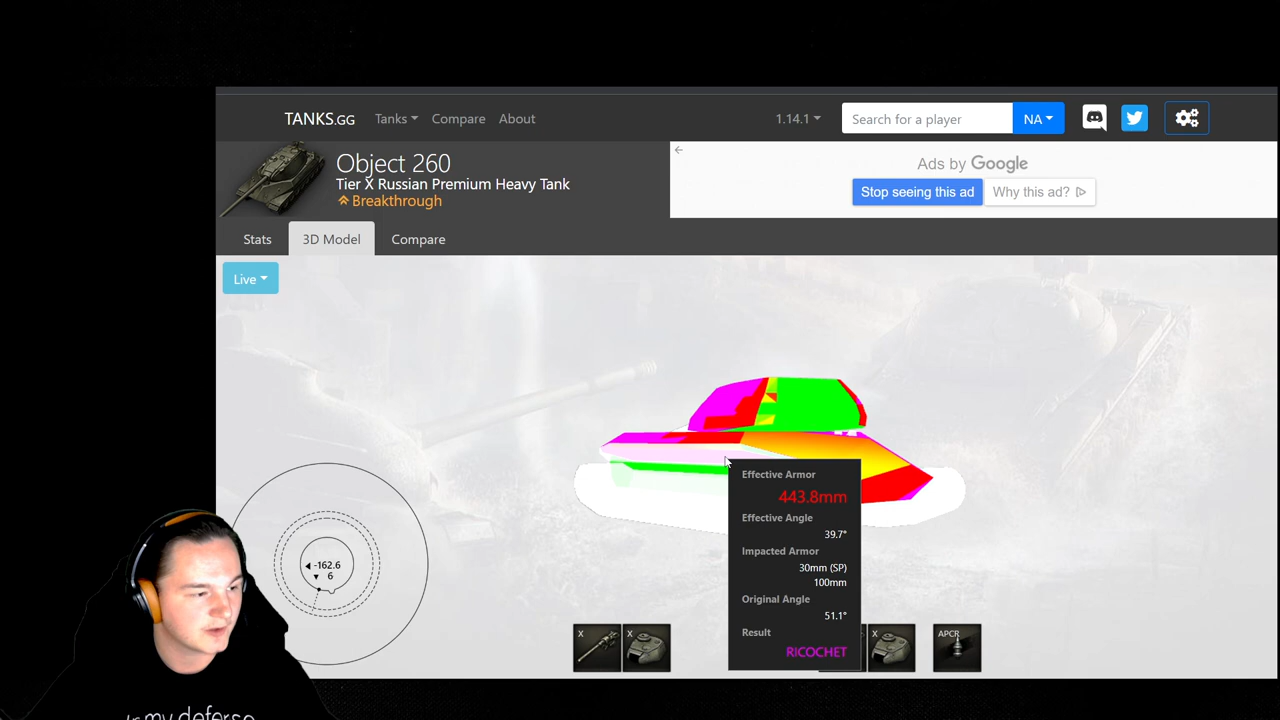 TANKS.GG
Tanks
Compare
About
1.14.1
Search for a player
NA
Object 260
Tier X Russian Premium Heavy Tank
Breakthrough
Ads by Google
Stop seeing this ad
Why this ad?
Stats
3D Model
Compare
Live
Effective Armor
443.8mm
Effective Angle
39.7°
Impacted Armor
30mm (SP)
100mm
Original Angle
51.1°
Result
RICOCHET
-162.6
6
X
X
X
APCR
my